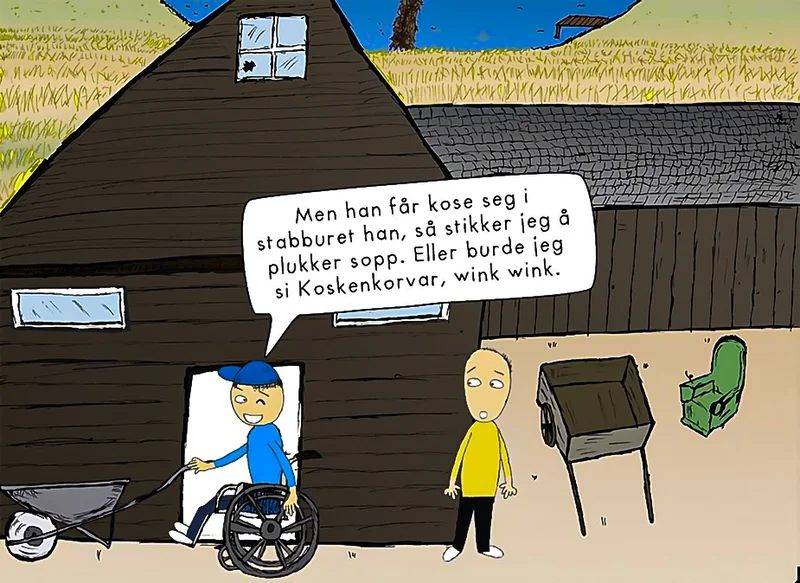 Men han får kose seg i
stabburet han, så stikker jeg å
plukker sopp. Eller burde jeg
si Koskenkorvar, wink wink.